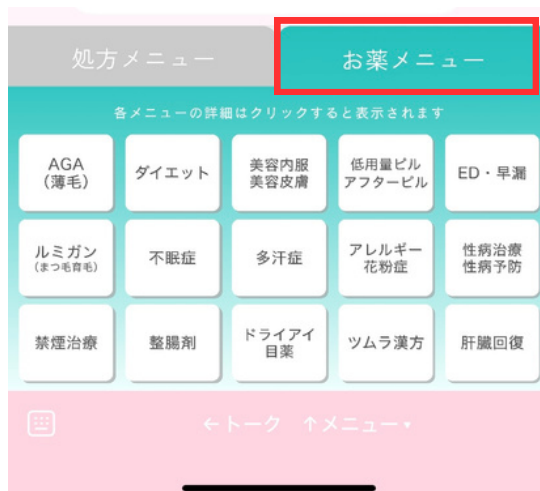 処方メニュー
お薬メニュー
各メニューの詳細はクリックすると表示されます
AGA
(薄毛)
ダイエット
美容内服
美容皮膚
低用量ピル
アフターピル
ED・早漏
ルミガン
(まつ毛育毛)
不眠症
多汗症
アレルギー
花粉症
性病治療
性病予防
禁煙治療
整腸剤
ドライアイ
目薬
ツムラ漢方
肝臓回復
←トーク ↑メニュー▾